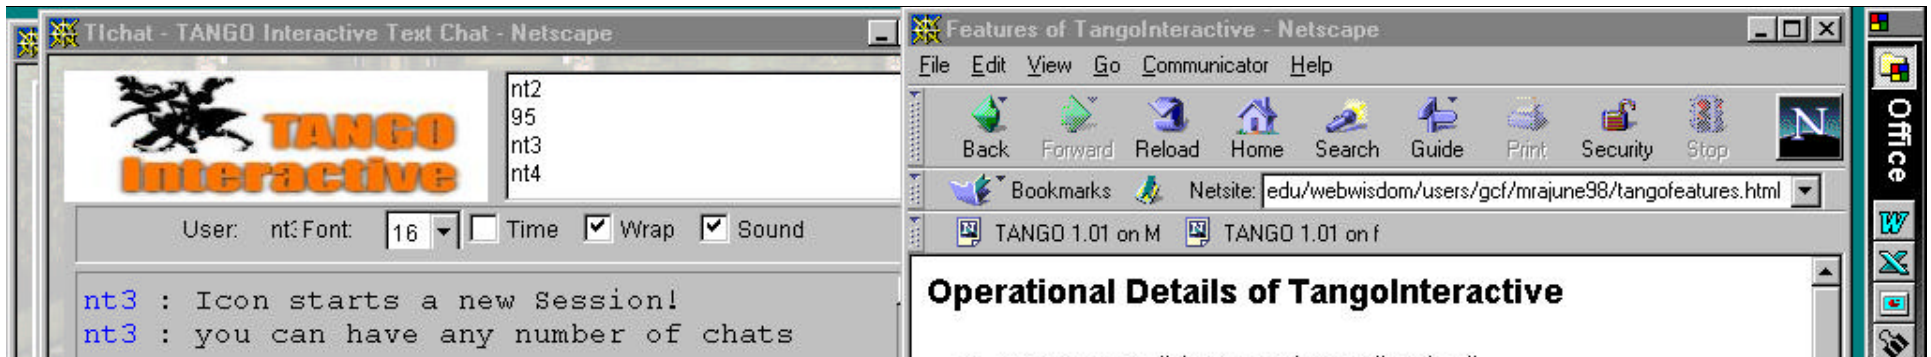 TIchat - TANGO Interactive Text Chat - Netscape
TANGO
Interactive
nt2
95
nt3
nt4
User: nt3 Font: 16 Time Wrap Sound
nt3 : Icon starts a new Session!
nt3 : you can have any number of chats
Features of TangoInteractive - Netscape
File Edit View Go Communicator Help
Back Forward Reload Home Search Guide Print Security Stop
N
Bookmarks Netsite: edu/webwisdom/users/gcf/mrajune98/tangofeatures.html
TANGO 1.01 on M TANGO 1.01 on f
Operational Details of TangoInteractive
Office
W
X